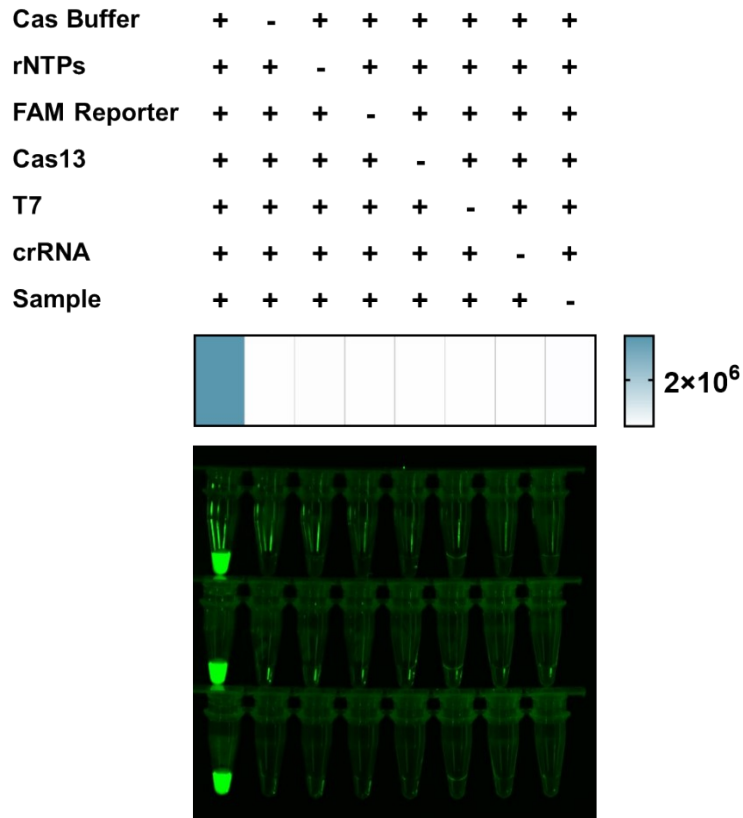 Cas Buffer + - + + + + + +
rNTPs + + - + + + + +
FAM Reporter + + + - + + + +
Cas13 + + + + - + + +
T7 + + + + + - + +
crRNA + + + + + + - +
Sample + + + + + + + -
2×10⁶